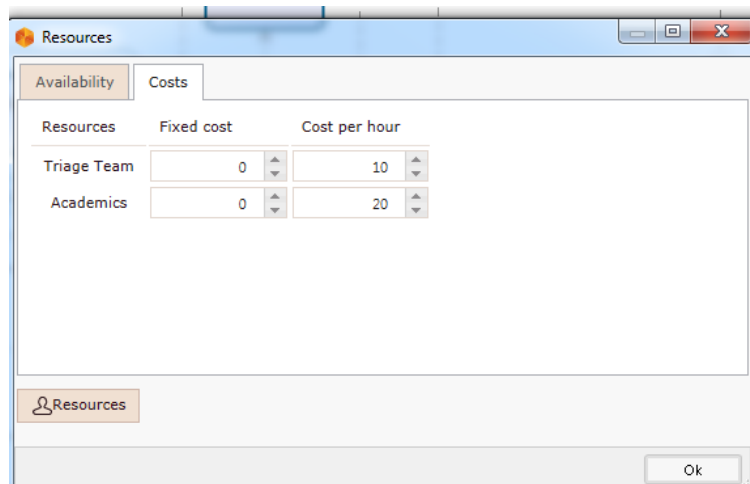 Resources
Availability Costs
Resources Fixed cost Cost per hour
Triage Team 0 10
Academics 0 20
Resources
Ok